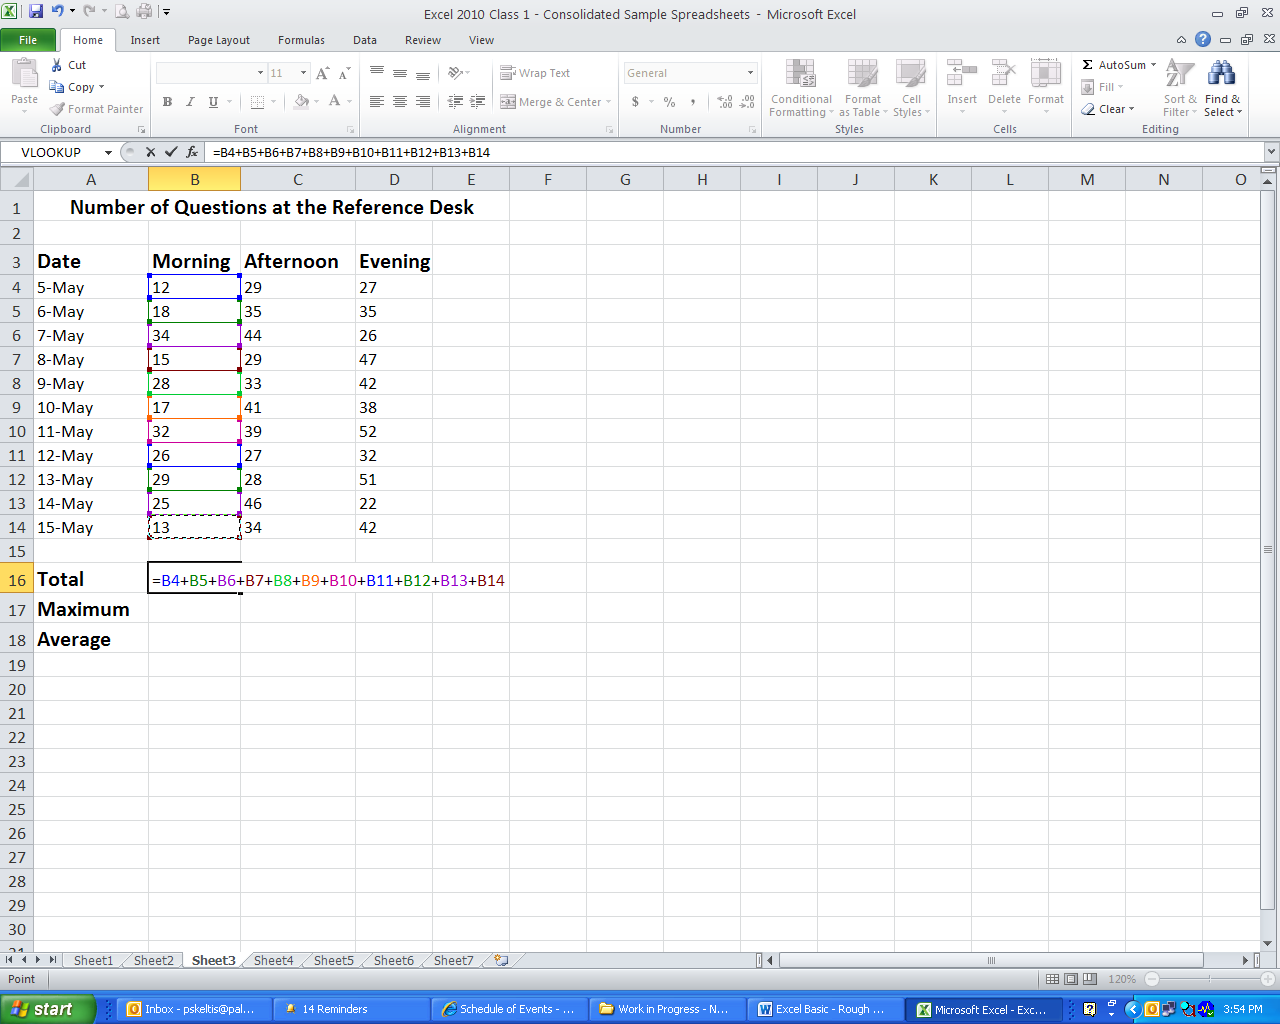 Excel 2010 Class 1 - Consolidated Sample Spreadsheets - Microsoft Excel
File Home Insert Page Layout Formulas Data Review View
Paste Cut 11 Wrap Text General Conditional Formatting Format as Table Cell Styles Insert Delete Format Σ AutoSum Sort & Filter Find & Select
Copy Fill
Format Painter B I U A Merge & Center $ % , Clear
Clipboard Font Alignment Number Styles Cells Editing
VLOOKUP fx =B4+B5+B6+B7+B8+B9+B10+B11+B12+B13+B14
A B C D E F G H I J K L M N O
1 Number of Questions at the Reference Desk
2
3 Date Morning Afternoon Evening
4 5-May 12 29 27
5 6-May 18 35 35
6 7-May 34 44 26
7 8-May 15 29 47
8 9-May 28 33 42
9 10-May 17 41 38
10 11-May 32 39 52
11 12-May 26 27 32
12 13-May 29 28 51
13 14-May 25 46 22
14 15-May 13 34 42
15
16 Total =B4+B5+B6+B7+B8+B9+B10+B11+B12+B13+B14
17 Maximum
18 Average
19
20
21
22
23
24
25
26
27
28
29
30
Sheet1 Sheet2 Sheet3 Sheet4 Sheet5 Sheet6 Sheet7
Point 120%
start Inbox - pskeltis@pal... 14 Reminders Schedule of Events - ... Work in Progress - N... Excel Basic - Rough ... Microsoft Excel - Exc... 3:54 PM